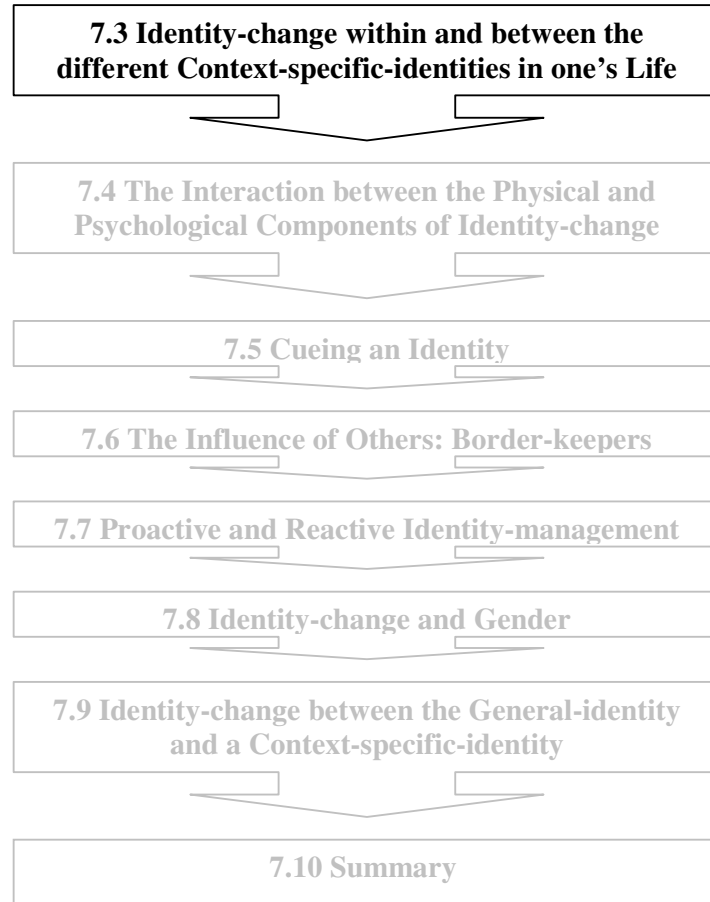 7.3 Identity-change within and between the
different Context-specific-identities in one’s Life
7.4 The Interaction between the Physical and
Psychological Components of Identity-change
7.5 Cueing an Identity
7.6 The Influence of Others: Border-keepers
7.7 Proactive and Reactive Identity-management
7.8 Identity-change and Gender
7.9 Identity-change between the General-identity
and a Context-specific-identity
7.10 Summary